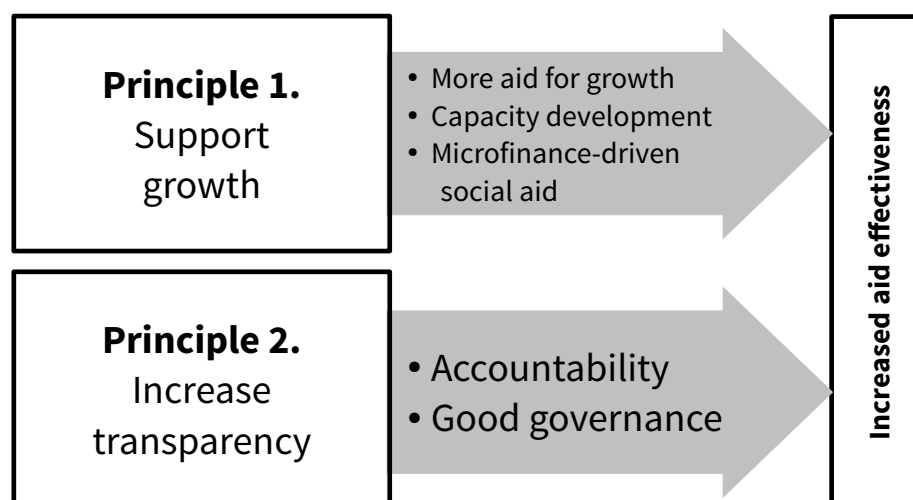 Principle 1.
Support
growth
• More aid for growth
• Capacity development
• Microfinance-driven
social aid
Principle 2.
Increase
transparency
• Accountability
• Good governance
Increased aid effectiveness